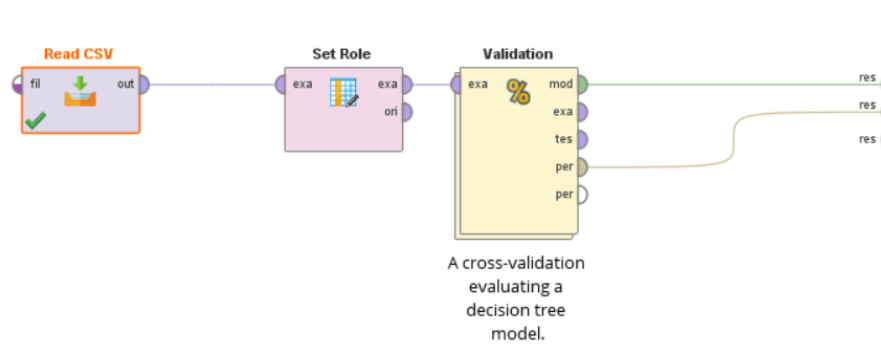 Read CSV
fil
out
Set Role
exa
exa
ori
Validation
exa
mod
exa
tes
per
per
res
res
res
A cross-validation
evaluating a
decision tree
model.